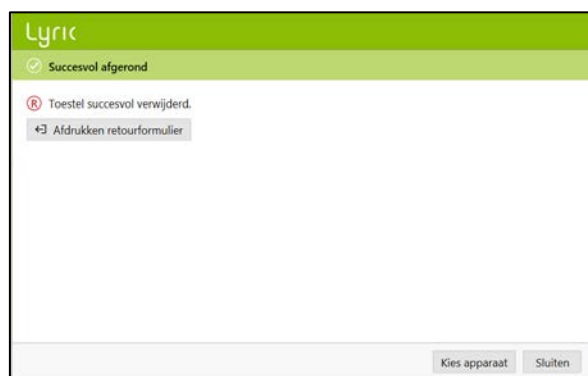 Lyric
Succesvol afgerond
R Toestel succesvol verwijderd.
Afdrukken retourformulier
Kies apparaat Sluiten